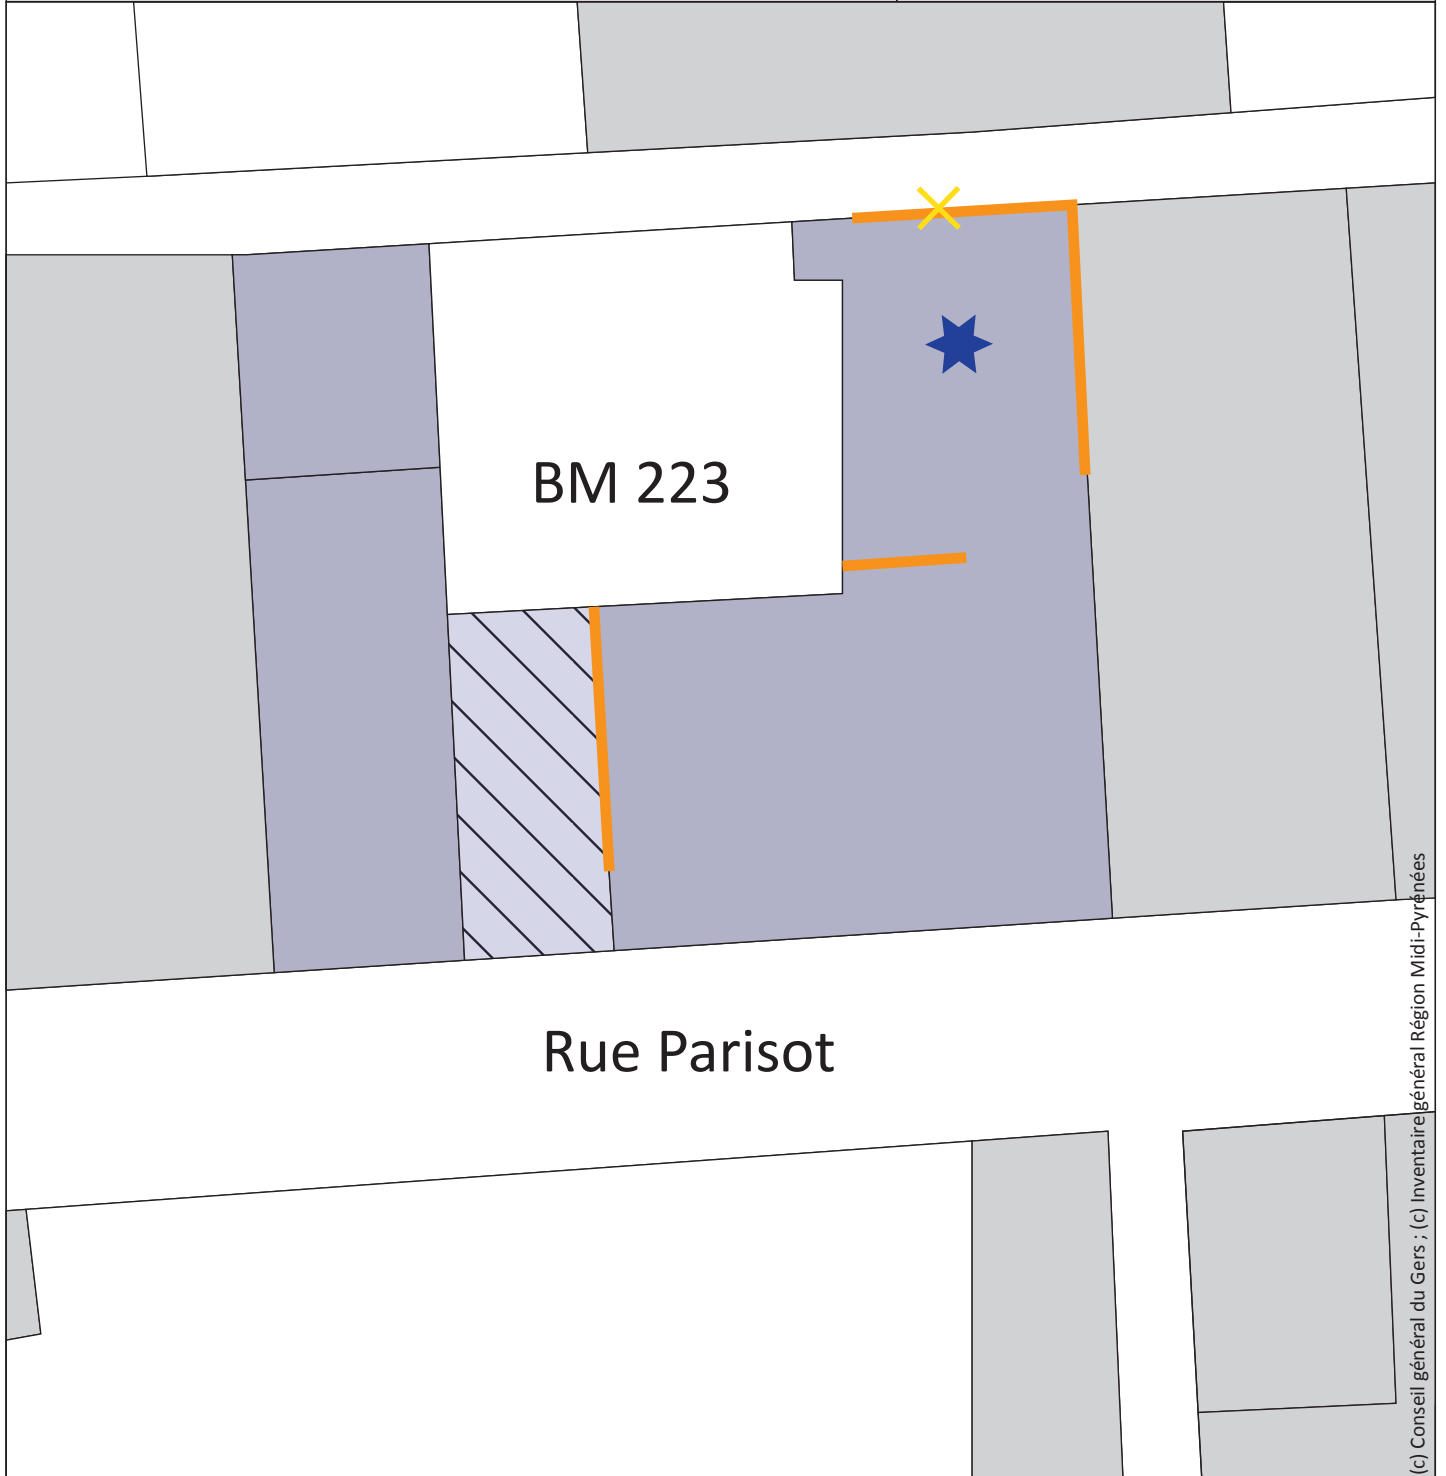 BM 223
Rue Parisot
(c) Conseil général du Gers ; (c) Inventaire général Région Midi-Pyrénées